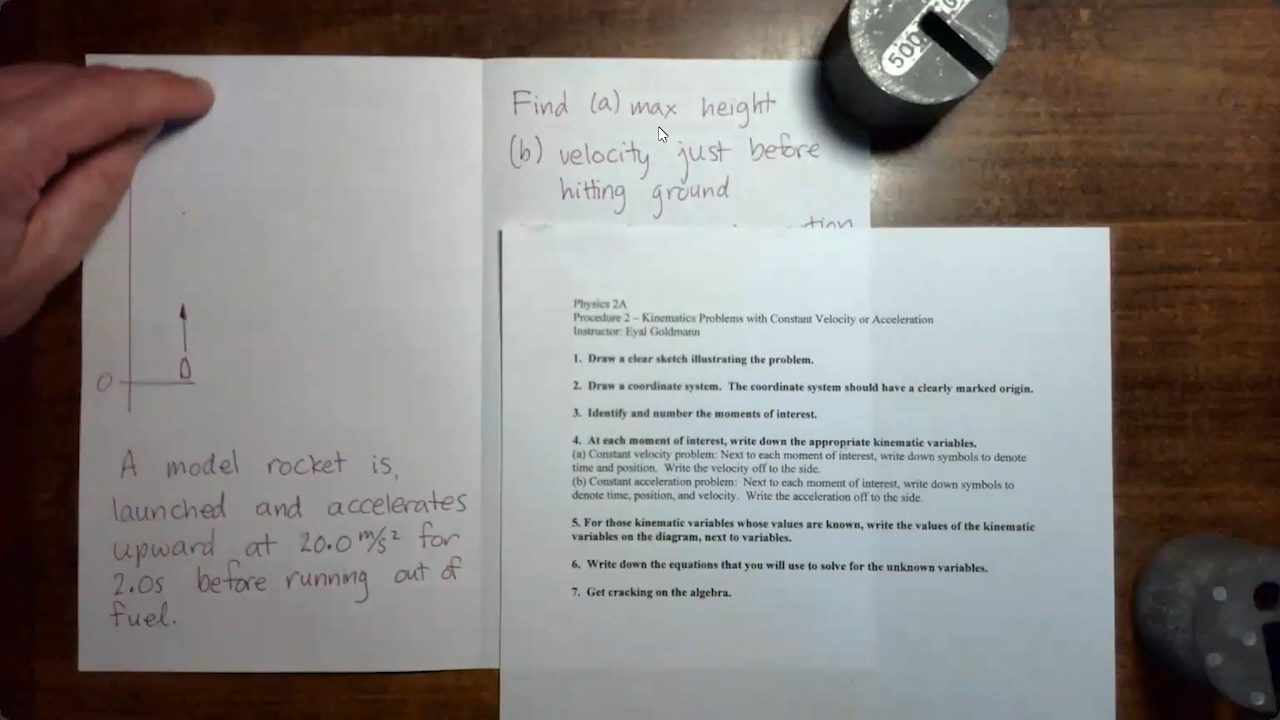 500
Find (a) max height
(b) velocity just before
hitting ground
0
A model rocket is,
launched and accelerates
upward at 20.0 m/s² for
2.0s before running out of
fuel.
Physics 2A
Procedure 2 – Kinematics Problems with Constant Velocity or Acceleration
Instructor: Eyal Goldmann
1. Draw a clear sketch illustrating the problem.
2. Draw a coordinate system. The coordinate system should have a clearly marked origin.
3. Identify and number the moments of interest.
4. At each moment of interest, write down the appropriate kinematic variables.
(a) Constant velocity problem: Next to each moment of interest, write down symbols to denote
time and position. Write the velocity off to the side.
(b) Constant acceleration problem: Next to each moment of interest, write down symbols to
denote time, position, and velocity. Write the acceleration off to the side.
5. For those kinematic variables whose values are known, write the values of the kinematic
variables on the diagram, next to variables.
6. Write down the equations that you will use to solve for the unknown variables.
7. Get cracking on the algebra.